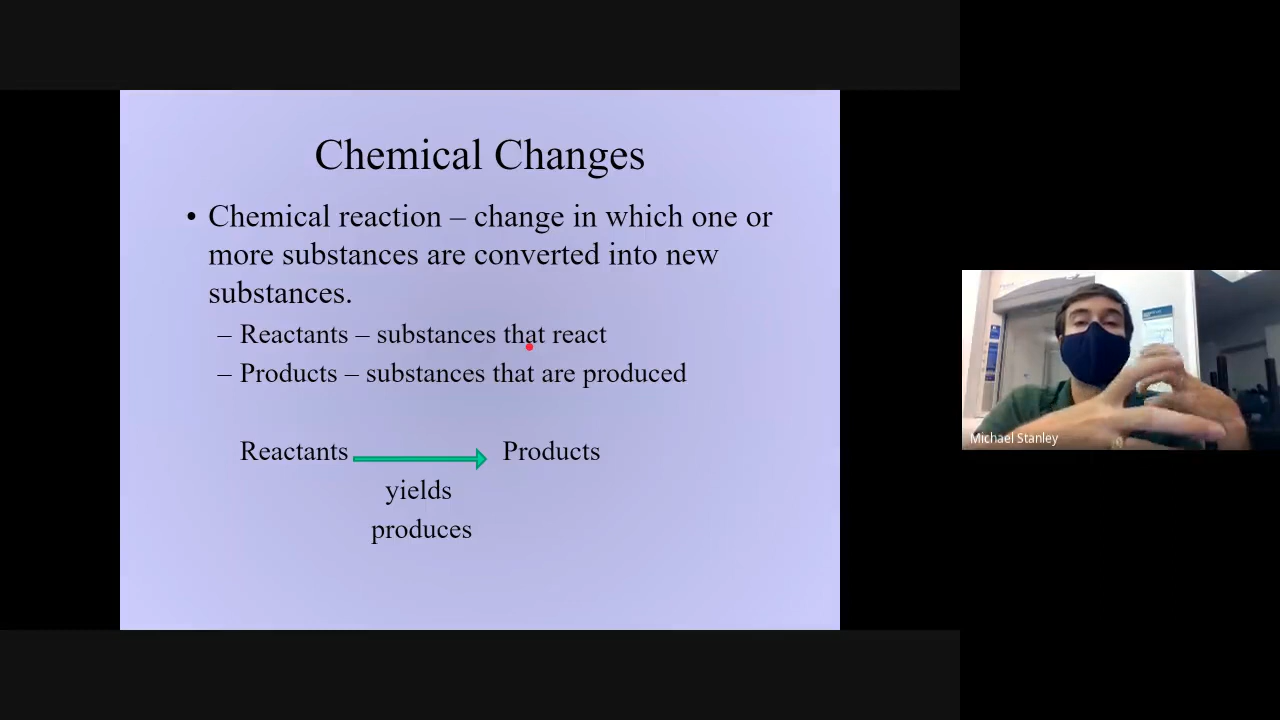 Chemical Changes
• Chemical reaction – change in which one or
more substances are converted into new
substances.
– Reactants – substances that react
– Products – substances that are produced
Reactants Products
yields
produces
Michael Stanley